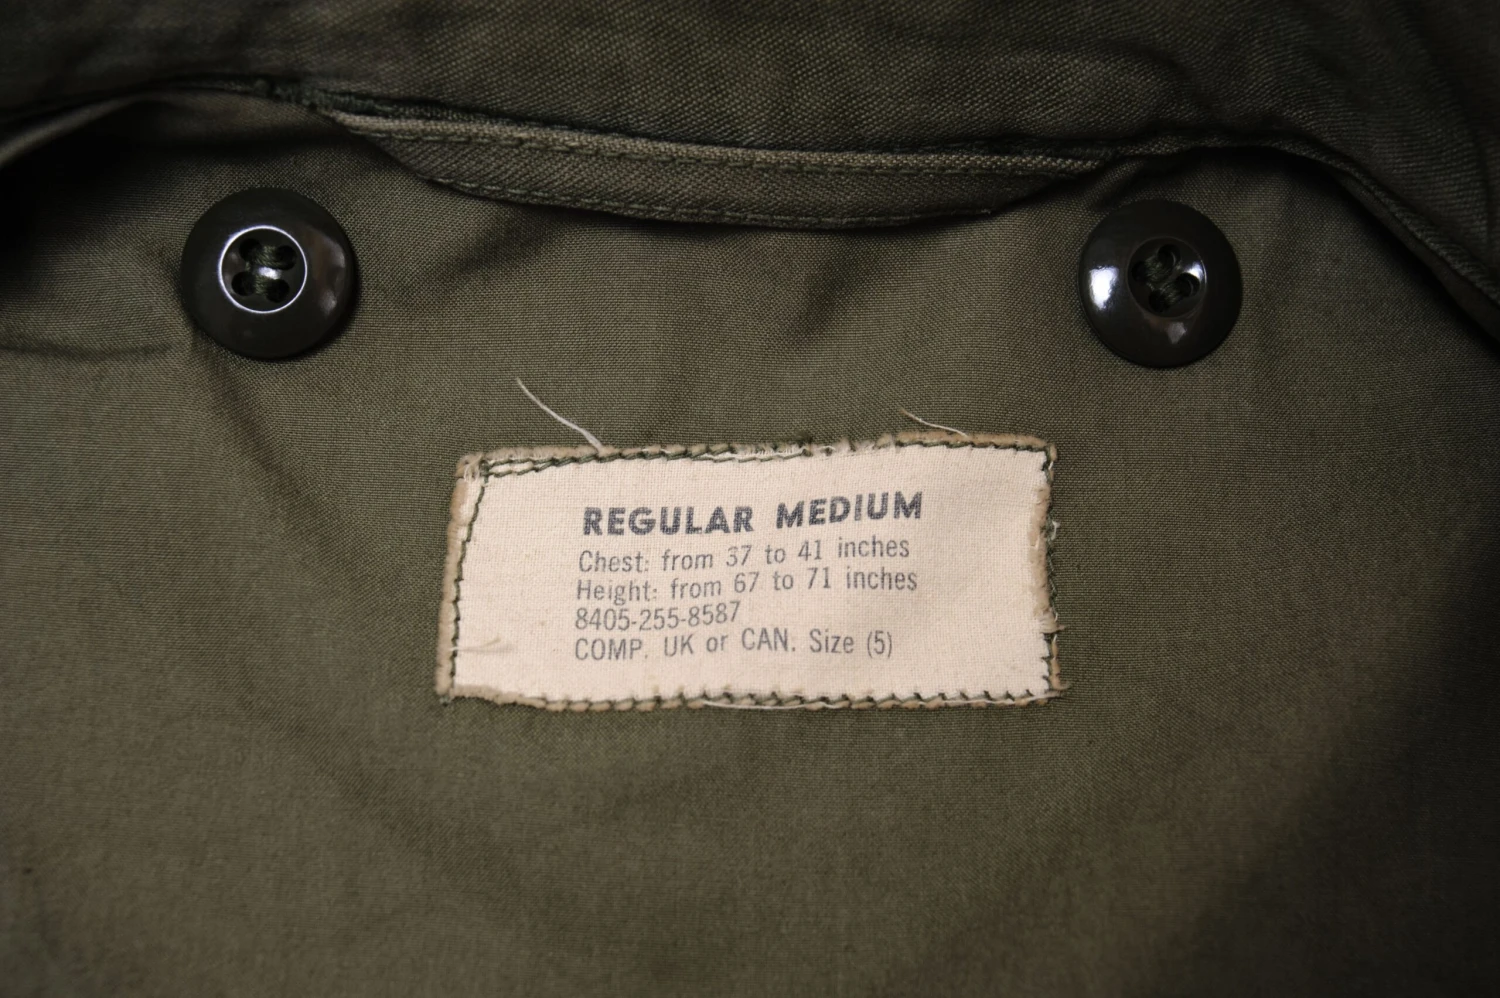 REGULAR MEDIUM
Chest: from 37 to 41 inches
Height: from 67 to 71 inches
8405-255-8587
COMP. UK or CAN. Size (5)